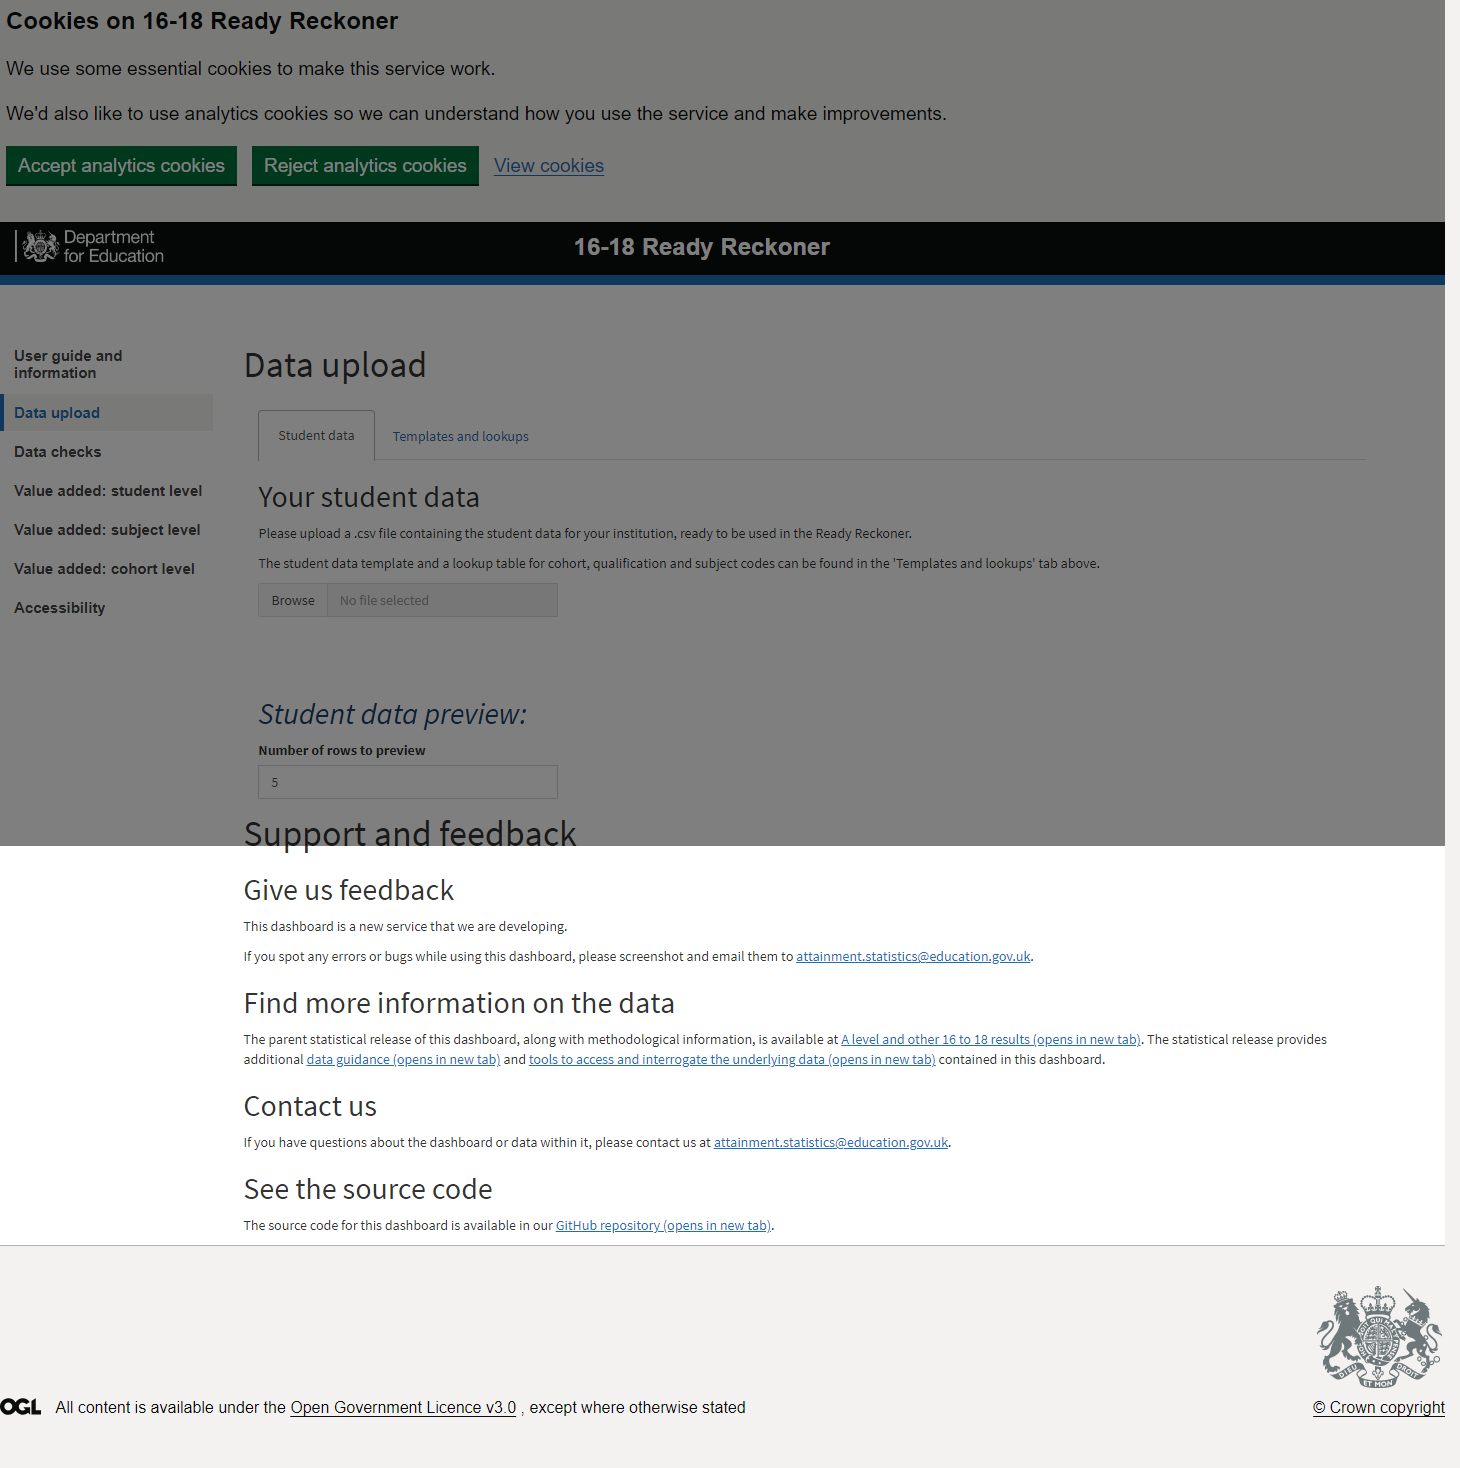 Cookies on 16-18 Ready Reckoner
We use some essential cookies to make this service work.
We'd also like to use analytics cookies so we can understand how you use the service and make improvements.
Accept analytics cookies
Reject analytics cookies
View cookies
Department
for Education
16-18 Ready Reckoner
User guide and
information
Data upload
Data checks
Value added: student level
Value added: subject level
Value added: cohort level
Accessibility
Data upload
Student data
Templates and lookups
Your student data
Please upload a .csv file containing the student data for your institution, ready to be used in the Ready Reckoner.
The student data template and a lookup table for cohort, qualification and subject codes can be found in the 'Templates and lookups' tab above.
Browse
No file selected
Student data preview:
Number of rows to preview
5
Support and feedback
Give us feedback
This dashboard is a new service that we are developing.
If you spot any errors or bugs while using this dashboard, please screenshot and email them to attainment.statistics@education.gov.uk.
Find more information on the data
The parent statistical release of this dashboard, along with methodological information, is available at A level and other 16 to 18 results (opens in new tab). The statistical release provides
additional data guidance (opens in new tab) and tools to access and interrogate the underlying data (opens in new tab) contained in this dashboard.
Contact us
If you have questions about the dashboard or data within it, please contact us at attainment.statistics@education.gov.uk.
See the source code
The source code for this dashboard is available in our GitHub repository (opens in new tab).
DIEU ET MON DROIT
OGL
All content is available under the Open Government Licence v3.0 , except where otherwise stated
© Crown copyright